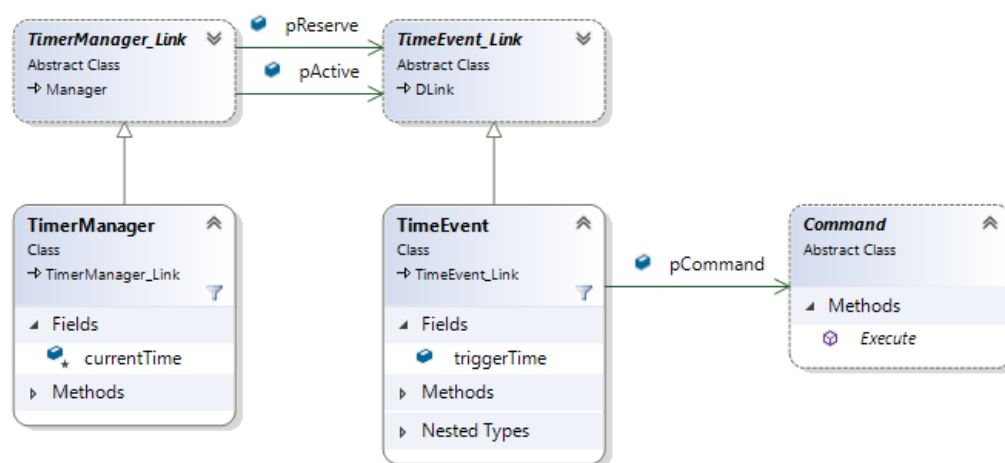 TimerManager_Link
Abstract Class
Manager
pReserve
pActive
TimeEvent_Link
Abstract Class
DLink
TimerManager
Class
TimerManager_Link
Fields
currentTime
Methods
TimeEvent
Class
TimeEvent_Link
Fields
triggerTime
Methods
Nested Types
pCommand
Command
Abstract Class
Methods
Execute